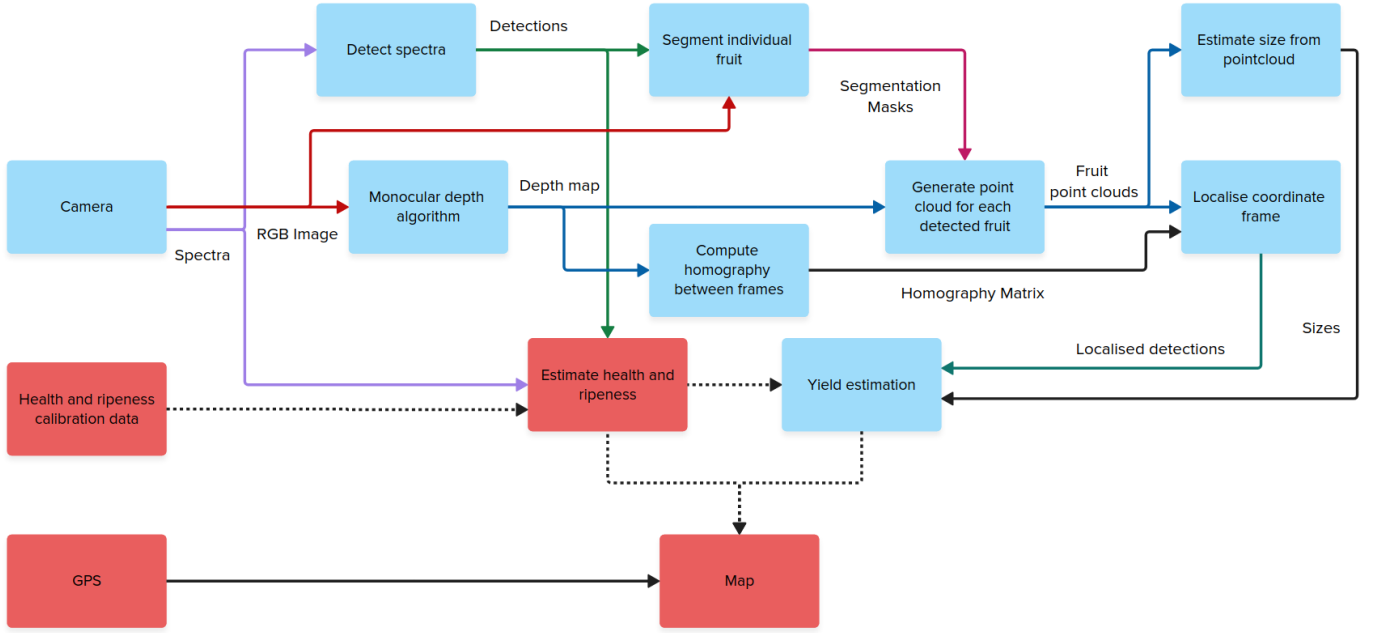 Detections
Detect spectra
Segment individual
fruit
Estimate size from
pointcloud
Segmentation
Masks
Camera
Spectra
RGB Image
Monocular depth
algorithm
Depth map
Generate point
cloud for each
detected fruit
Fruit
point clouds
Localise coordinate
frame
Compute
homography
between frames
Homography Matrix
Sizes
Localised detections
Health and ripeness
calibration data
Estimate health and
ripeness
Yield estimation
GPS
Map